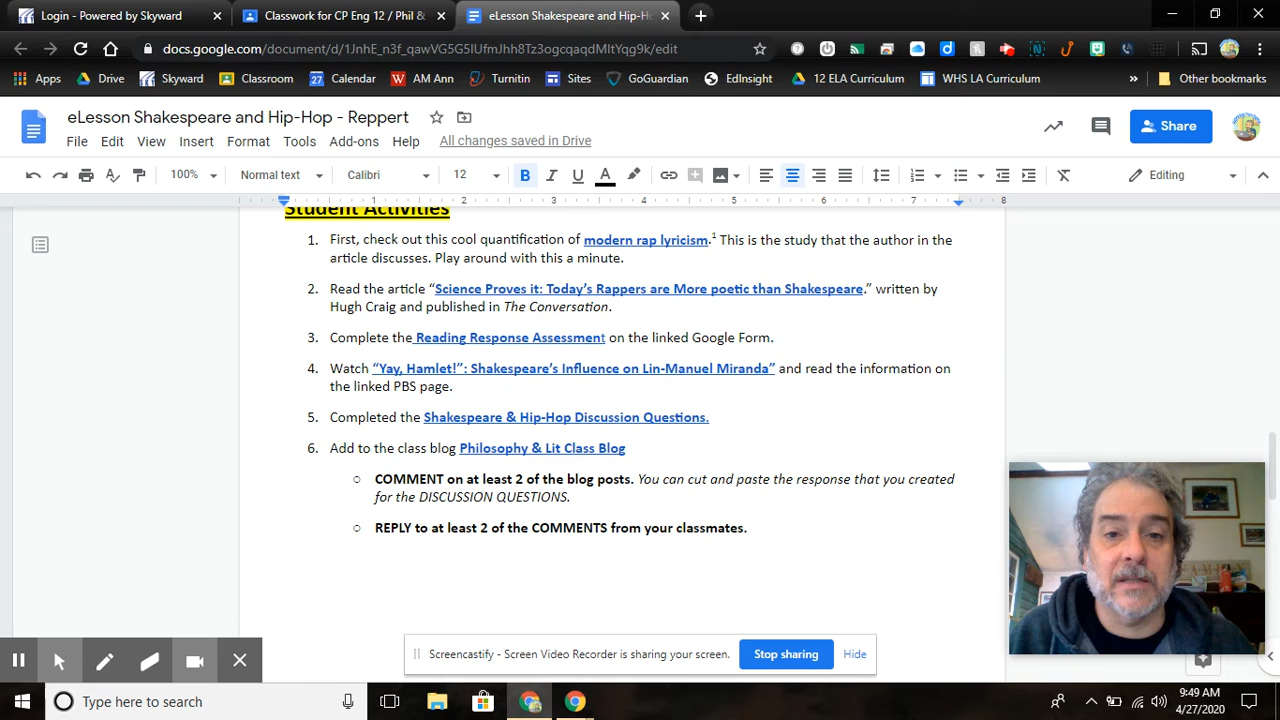 Login - Powered by Skyward
Classwork for CP Eng 12 / Phil &
eLesson Shakespeare and Hip-H
docs.google.com/document/d/1JnhE_n3f_qawVG5G5IUfmJhh8Tz3ogcqaqdMltYqg9k/edit
Apps Drive Skyward Classroom Calendar AM Ann Turnitin Sites GoGuardian EdInsight 12 ELA Curriculum WHS LA Curriculum » Other bookmarks
eLesson Shakespeare and Hip-Hop - Reppert
Share
File Edit View Insert Format Tools Add-ons Help All changes saved in Drive
100% Normal text Calibri 12 B I U A Editing
1 2 3 4 5 6 7 8
Student Activities
1. First, check out this cool quantification of modern rap lyricism.1 This is the study that the author in the
article discusses. Play around with this a minute.
2. Read the article “Science Proves it: Today’s Rappers are More poetic than Shakespeare.” written by
Hugh Craig and published in The Conversation.
3. Complete the Reading Response Assessment on the linked Google Form.
4. Watch “Yay, Hamlet!”: Shakespeare’s Influence on Lin-Manuel Miranda” and read the information on
the linked PBS page.
5. Completed the Shakespeare & Hip-Hop Discussion Questions.
6. Add to the class blog Philosophy & Lit Class Blog
○ COMMENT on at least 2 of the blog posts. You can cut and paste the response that you created
for the DISCUSSION QUESTIONS.
○ REPLY to at least 2 of the COMMENTS from your classmates.
Screencastify - Screen Video Recorder is sharing your screen. Stop sharing Hide
Type here to search
9:49 AM
4/27/2020